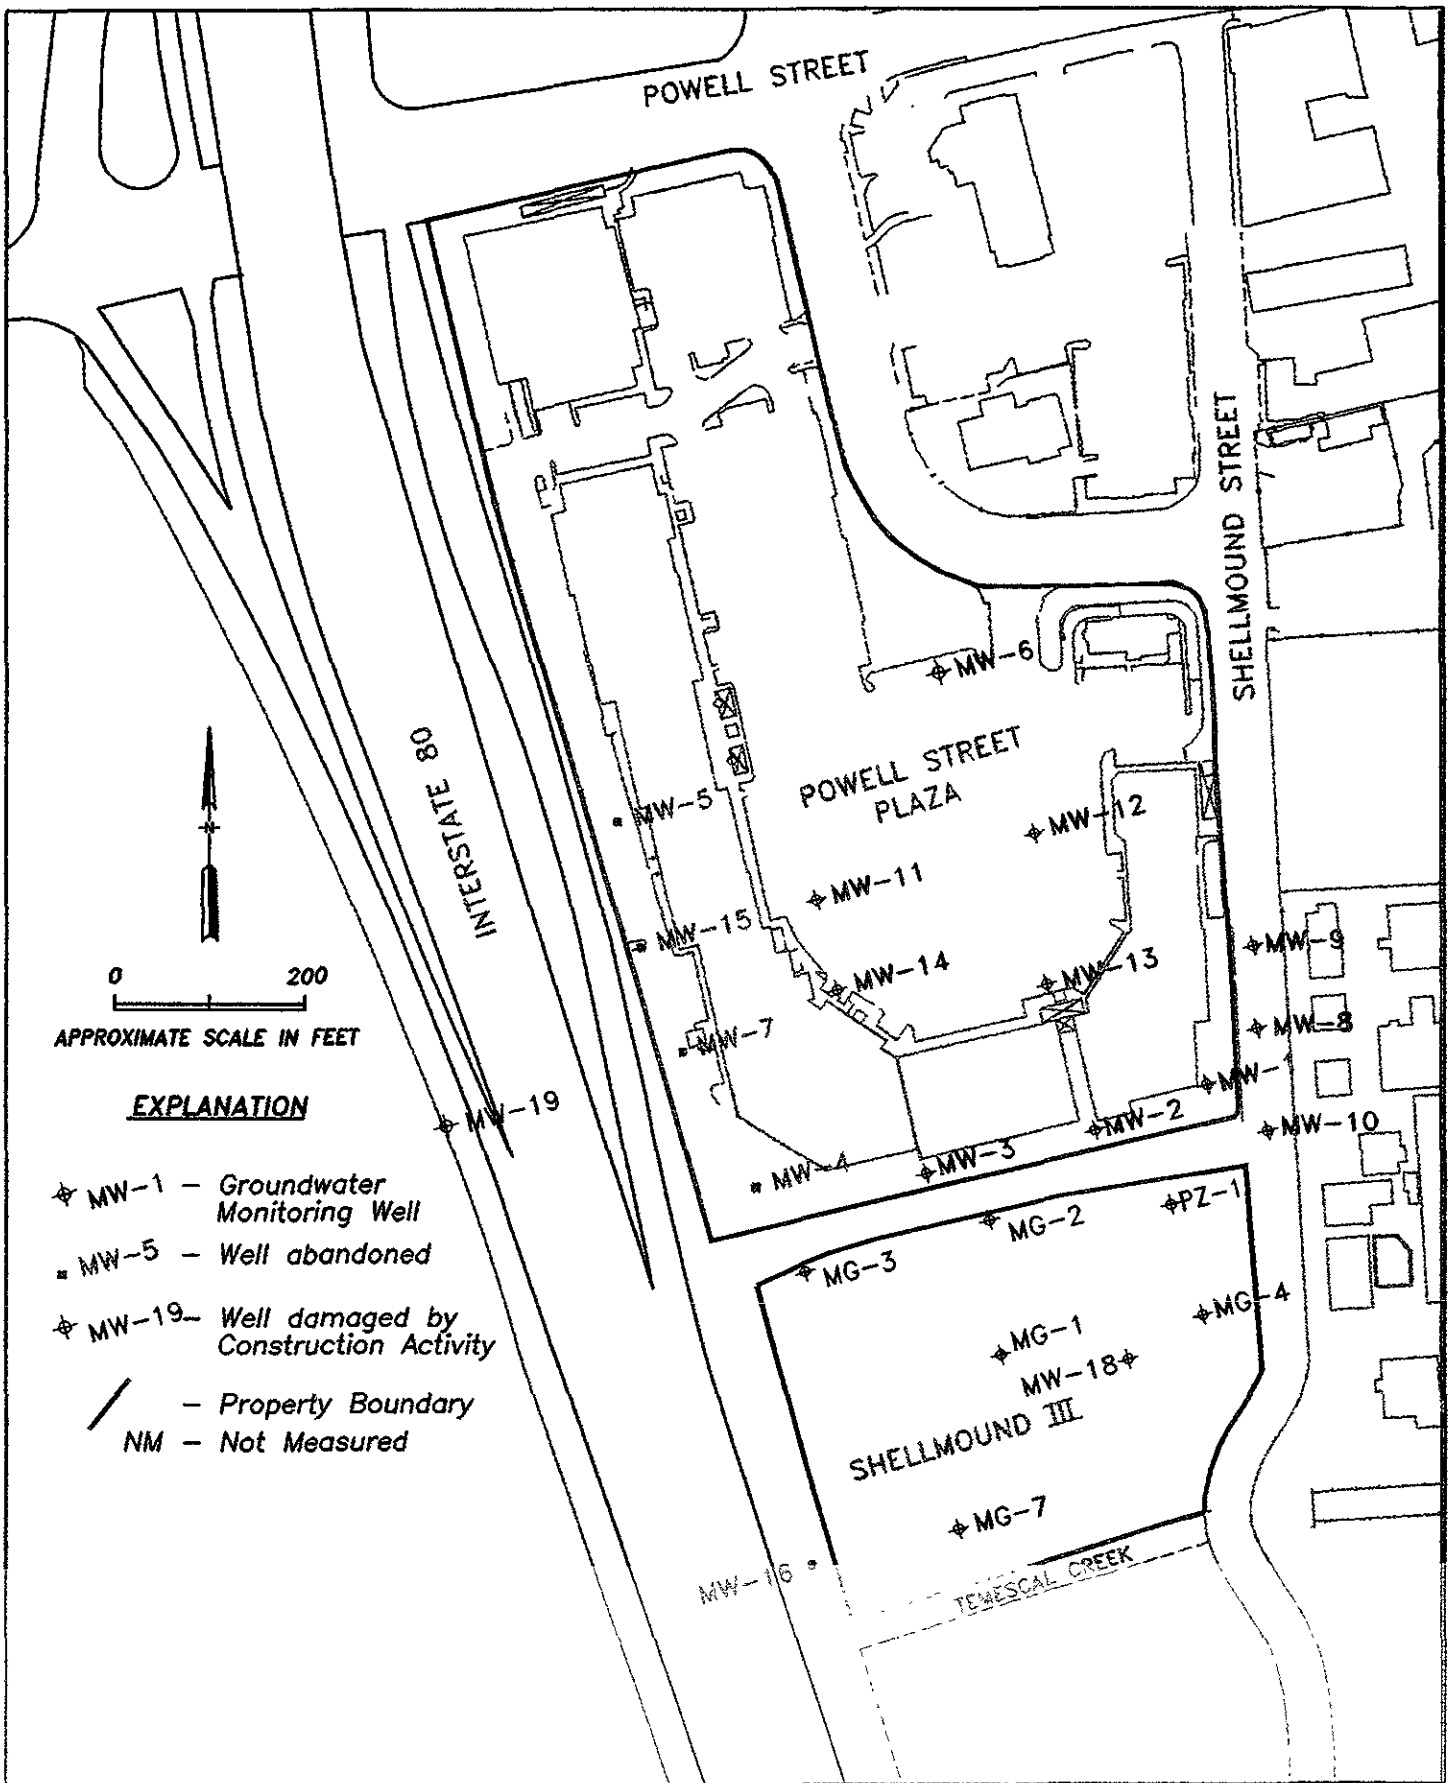 POWELL STREET
SHELLMOUND STREET
MW-6
POWELL STREET
PLAZA
INTERSTATE 80
MW-5
MW-12
MW-11
MW-15
MW-9
MW-14
MW-13
MW-8
MW-7
MW-1
MW-2
MW-10
MW-19
MW-3
MW-4
PZ-1
MG-2
MG-3
MG-4
MG-1
MW-18
SHELLMOUND III
MG-7
MW-16
TEMESCAL CREEK
N
0 200
APPROXIMATE SCALE IN FEET
EXPLANATION
MW-1 - Groundwater
Monitoring Well
MW-5 - Well abandoned
MW-19- Well damaged by
Construction Activity
- Property Boundary
NM - Not Measured